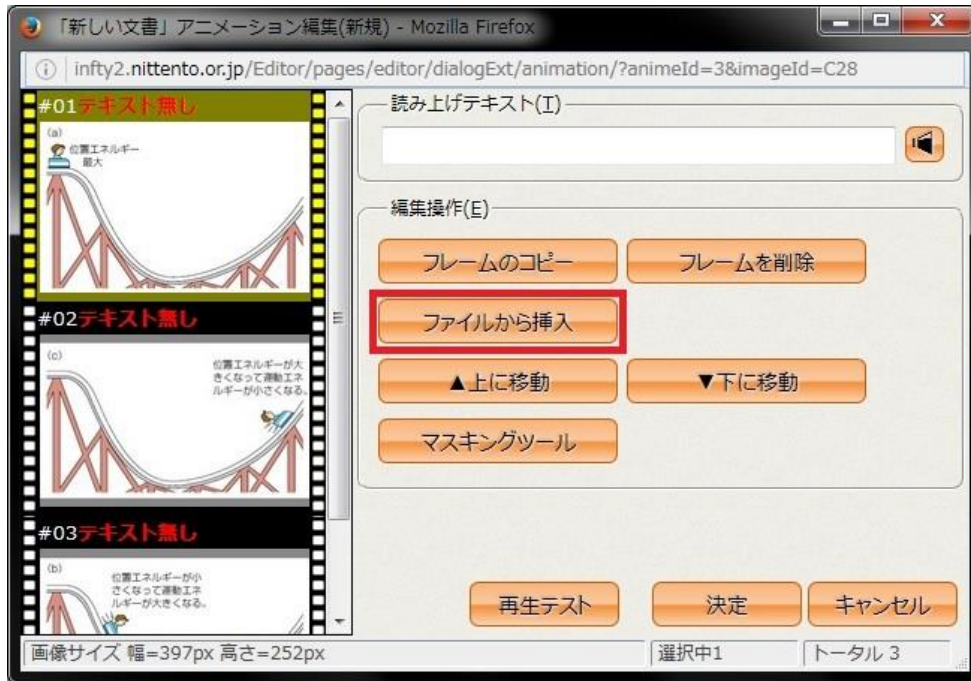 「新しい文書」アニメーション編集(新規) - Mozilla Firefox
infty2.nittento.or.jp/Editor/pages/editor/dialogExt/animation/?animeId=3&imageId=C28
#01テキスト無し
(a)
位置エネルギー
最大
#02テキスト無し
(c)
位置エネルギーが大
きくなって運動エネ
ルギーが小さくなる。
#03テキスト無し
(b)
位置エネルギーが小
さくなって運動エネ
ルギーが大きくなる。
読み上げテキスト(T)
編集操作(E)
フレームのコピー
フレームを削除
ファイルから挿入
▲上に移動
▼下に移動
マスキングツール
再生テスト
決定
キャンセル
画像サイズ 幅=397px 高さ=252px
選択中1
トータル 3